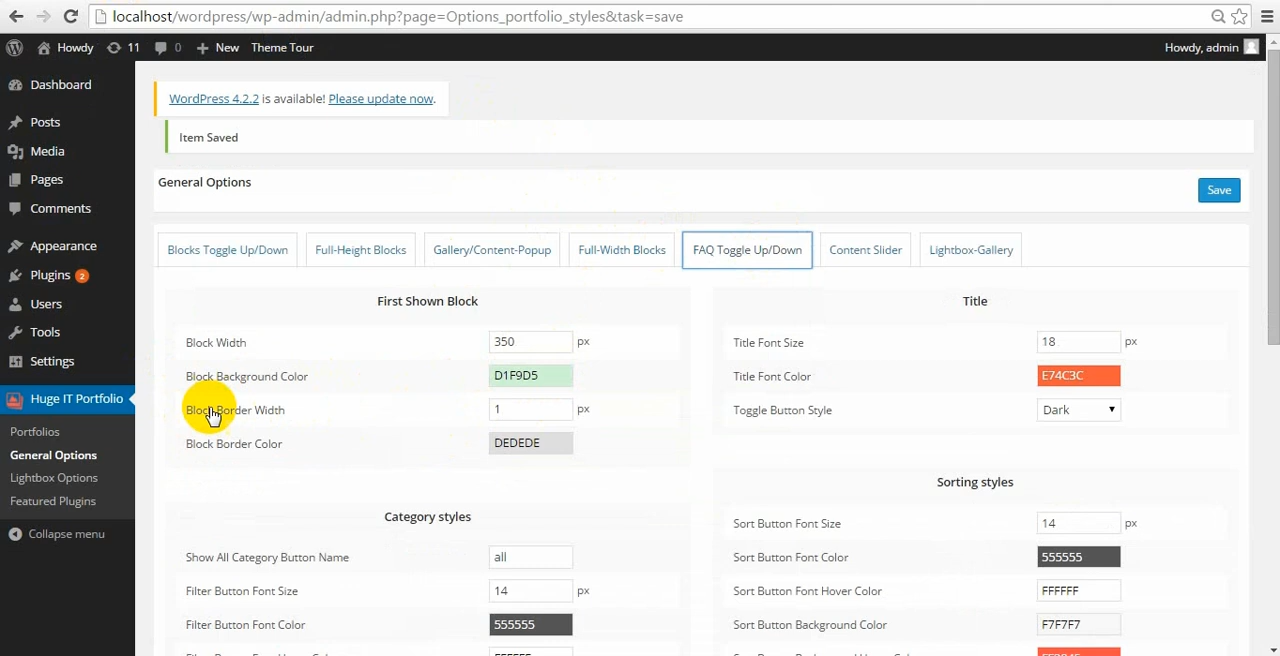 localhost/wordpress/wp-admin/admin.php?page=Options_portfolio_styles&task=save
Howdy 11 0 New Theme Tour Howdy, admin
Dashboard
Posts
Media
Pages
Comments
Appearance
Plugins 2
Users
Tools
Settings
Huge IT Portfolio
Portfolios
General Options
Lightbox Options
Featured Plugins
Collapse menu
WordPress 4.2.2 is available! Please update now.
Item Saved
General Options
Save
Blocks Toggle Up/Down Full-Height Blocks Gallery/Content-Popup Full-Width Blocks FAQ Toggle Up/Down Content Slider Lightbox-Gallery
First Shown Block
Block Width 350 px
Block Background Color D1F9D5
Block Border Width 1 px
Block Border Color DEDEDE
Category styles
Show All Category Button Name all
Filter Button Font Size 14 px
Filter Button Font Color 555555
Title
Title Font Size 18 px
Title Font Color E74C3C
Toggle Button Style Dark
Sorting styles
Sort Button Font Size 14 px
Sort Button Font Color 555555
Sort Button Font Hover Color FFFFFF
Sort Button Background Color F7F7F7